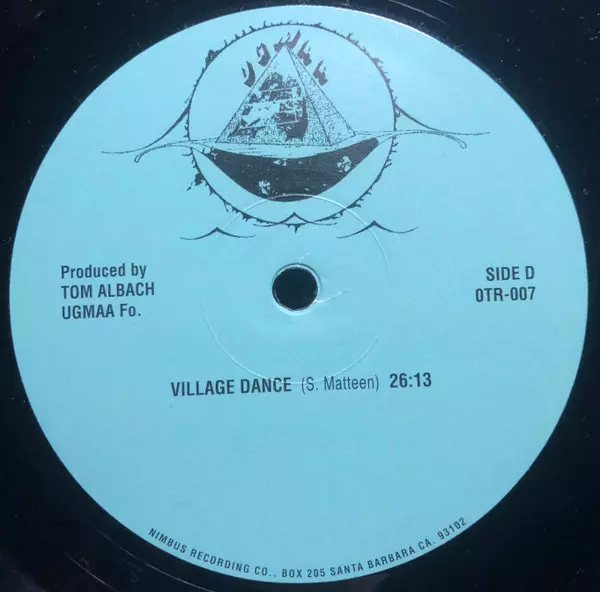 Produced by
TOM ALBACH
UGMAA Fo.
SIDE D
0TR-007
VILLAGE DANCE (S. Matteen) 26:13
NIMBUS RECORDING CO., BOX 205 SANTA BARBARA CA. 93102